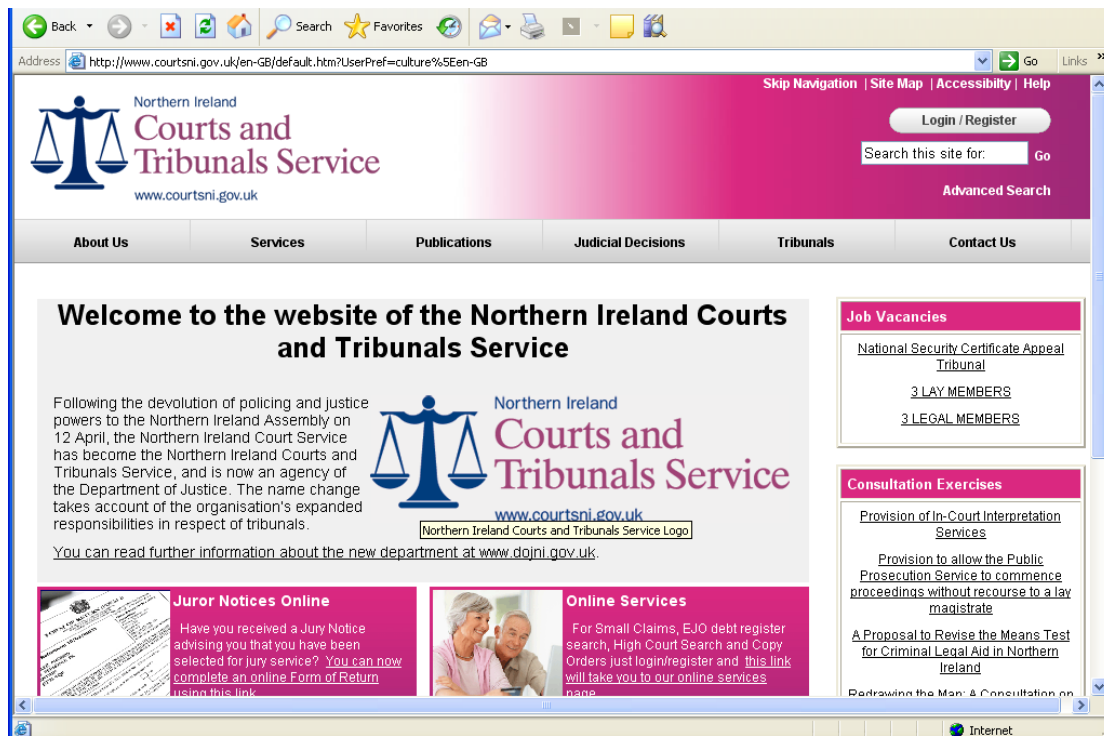 Back
Search
Favorites
Address http://www.courtsni.gov.uk/en-GB/default.htm?UserPref=culture%5Een-GB
Go
Links »
Skip Navigation | Site Map | Accessibilty | Help
Northern Ireland
Courts and
Tribunals Service
www.courtsni.gov.uk
Login / Register
Search this site for:
Go
Advanced Search
About Us
Services
Publications
Judicial Decisions
Tribunals
Contact Us
Welcome to the website of the Northern Ireland Courts
and Tribunals Service
Following the devolution of policing and justice
powers to the Northern Ireland Assembly on
12 April, the Northern Ireland Court Service
has become the Northern Ireland Courts and
Tribunals Service, and is now an agency of
the Department of Justice. The name change
takes account of the organisation's expanded
responsibilities in respect of tribunals.
Northern Ireland
Courts and
Tribunals Service
www.courtsni.gov.uk
Northern Ireland Courts and Tribunals Service Logo
You can read further information about the new department at www.dojni.gov.uk.
Juror Notices Online
Have you received a Jury Notice
advising you that you have been
selected for jury service? You can now
complete an online Form of Return
using this link
Online Services
For Small Claims, EJO debt register
search, High Court Search and Copy
Orders just login/register and this link
will take you to our online services
page
Job Vacancies
National Security Certificate Appeal
Tribunal
3 LAY MEMBERS
3 LEGAL MEMBERS
Consultation Exercises
Provision of In-Court Interpretation
Services
Provision to allow the Public
Prosecution Service to commence
proceedings without recourse to a lay
magistrate
A Proposal to Revise the Means Test
for Criminal Legal Aid in Northern
Ireland
Redrawing the Map: A Consultation on
Internet